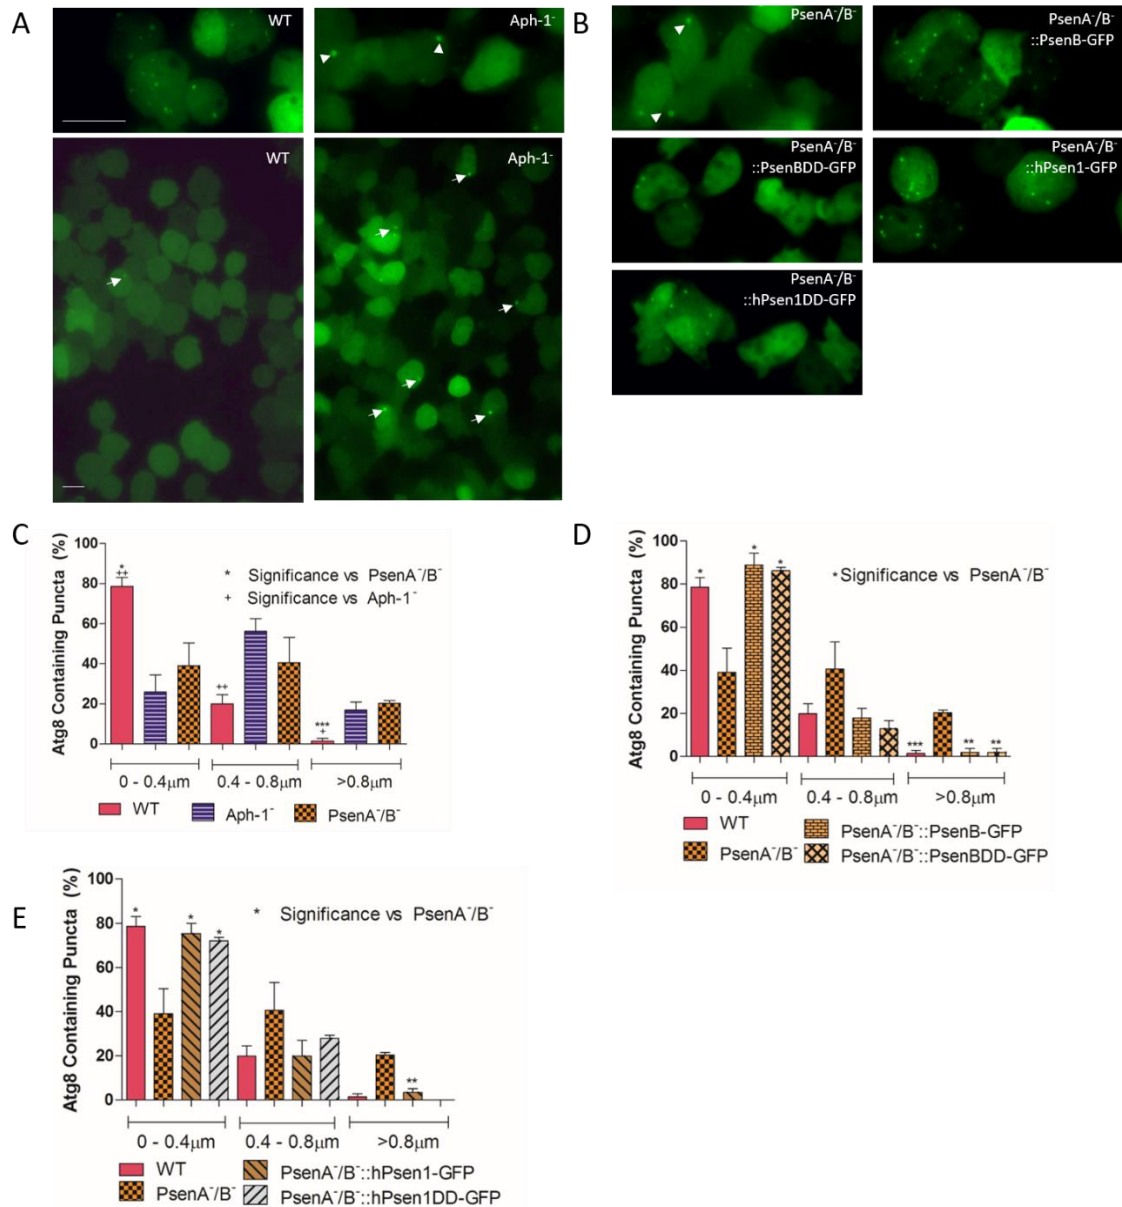 A
WT
Aph-1⁻
WT
Aph-1⁻
B
PsenA⁻/B⁻
PsenA⁻/B⁻
::PsenB-GFP
PsenA⁻/B⁻
::PsenBDD-GFP
PsenA⁻/B⁻
::hPsen1-GFP
PsenA⁻/B⁻
::hPsen1DD-GFP
C
Atg8 Containing Puncta (%)
100
80
60
40
20
0
* Significance vs PsenA⁻/B⁻
+ Significance vs Aph-1⁻
*
++
++
***
+
0 - 0.4µm 0.4 - 0.8µm >0.8µm
WT Aph-1⁻ PsenA⁻/B⁻
D
Atg8 Containing Puncta (%)
100
80
60
40
20
0
*Significance vs PsenA⁻/B⁻
* * *
*** ** **
0 - 0.4µm 0.4 - 0.8µm >0.8µm
WT PsenA⁻/B⁻::PsenB-GFP
PsenA⁻/B⁻ PsenA⁻/B⁻::PsenBDD-GFP
E
Atg8 Containing Puncta (%)
100
80
60
40
20
0
* Significance vs PsenA⁻/B⁻
* * *
**
0 - 0.4µm 0.4 - 0.8µm >0.8µm
WT PsenA⁻/B⁻::hPsen1-GFP
PsenA⁻/B⁻ PsenA⁻/B⁻::hPsen1DD-GFP